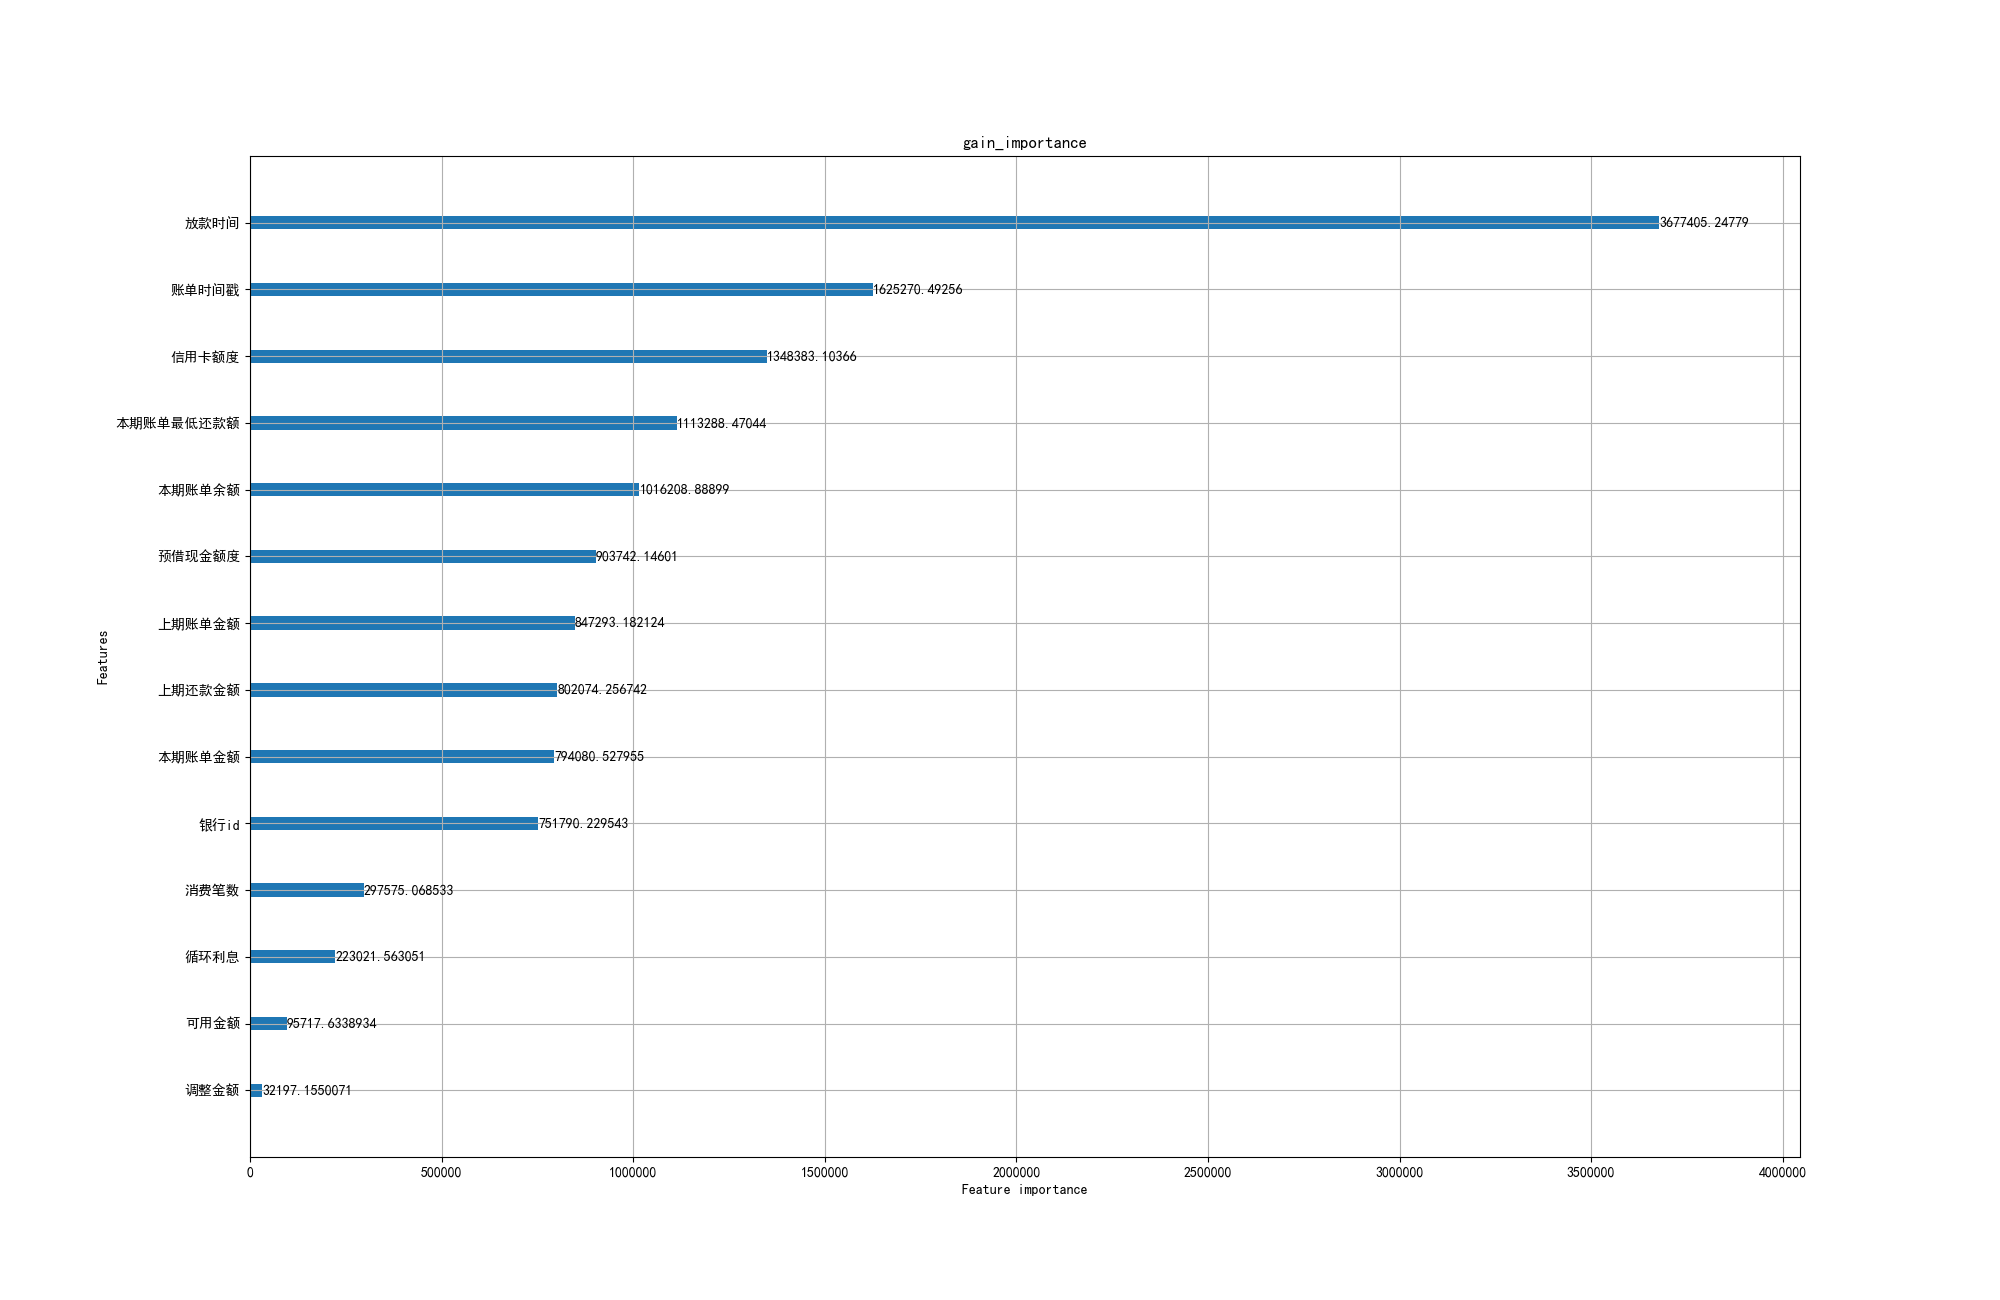 gain_importance
放款时间 3677405.24779
账单时间戳 1625270.49256
信用卡额度 1348383.10366
本期账单最低还款额 1113288.47044
本期账单余额 1016208.88899
预借现金额度 903742.14601
上期账单金额 847293.182124
上期还款金额 802074.256742
本期账单金额 794080.527955
银行id 751790.229543
消费笔数 297575.068533
循环利息 223021.563051
可用金额 95717.6338934
调整金额 32197.1550071
Features
0 500000 1000000 1500000 2000000 2500000 3000000 3500000 4000000
Feature importance